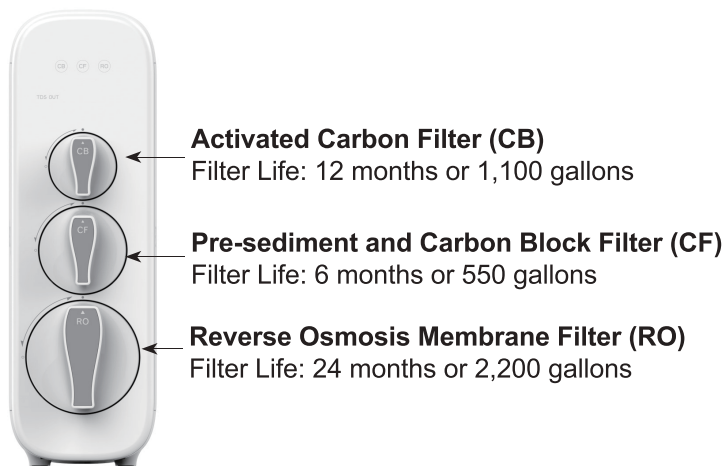 CB CF RO
TDS OUT
CB
Activated Carbon Filter (CB)
Filter Life: 12 months or 1,100 gallons
CF
Pre-sediment and Carbon Block Filter (CF)
Filter Life: 6 months or 550 gallons
RO
Reverse Osmosis Membrane Filter (RO)
Filter Life: 24 months or 2,200 gallons